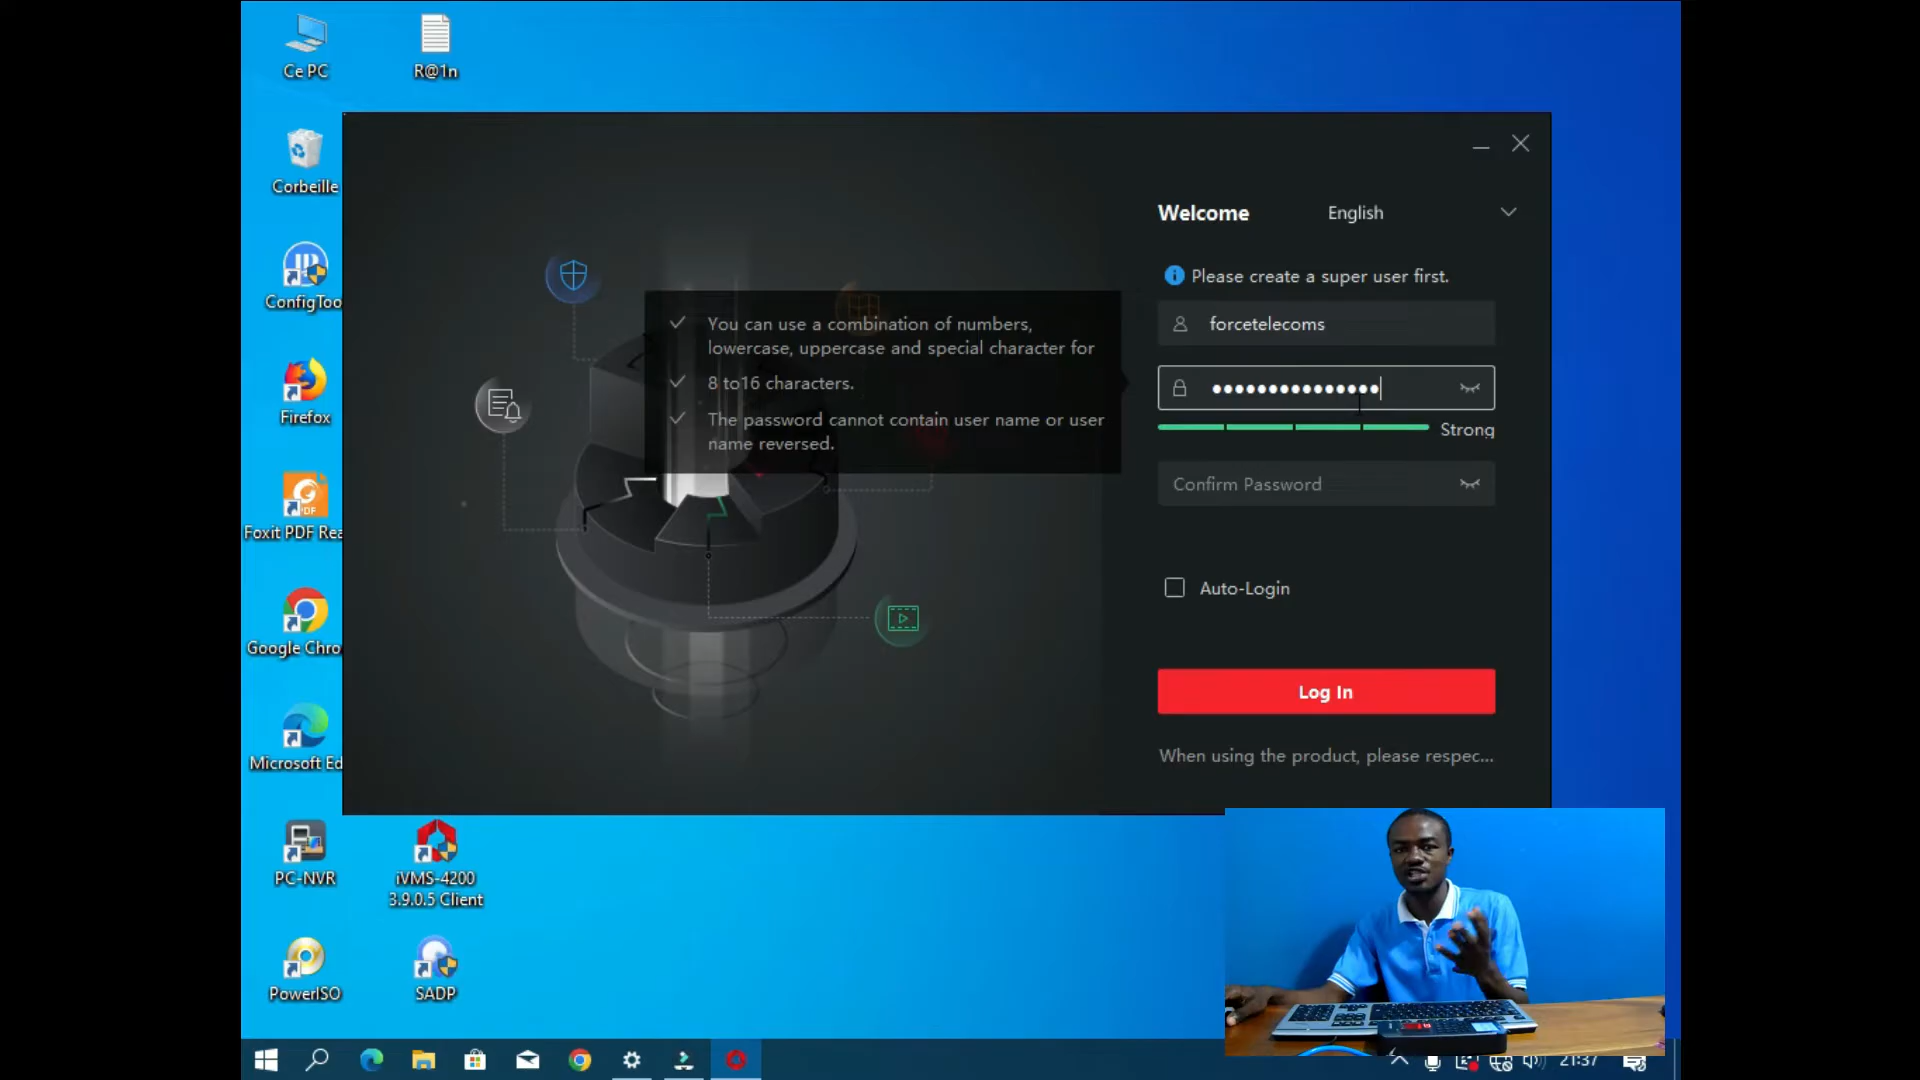 Ce PC
R@1n
Corbeille
ConfigToo
Firefox
Foxit PDF Rea
Google Chro
Microsoft Ed
PC-NVR
iVMS-4200
3.9.0.5 Client
PowerISO
SADP
Welcome
English
Please create a super user first.
forcetelecoms
Strong
Confirm Password
Auto-Login
Log In
When using the product, please respec...
You can use a combination of numbers,
lowercase, uppercase and special character for
8 to16 characters.
The password cannot contain user name or user
name reversed.
21:37